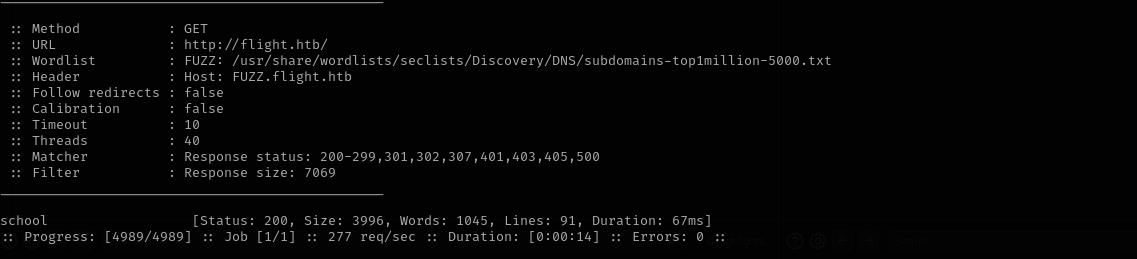 :: Method : GET
:: URL : http://flight.htb/
:: Wordlist : FUZZ: /usr/share/wordlists/seclists/Discovery/DNS/subdomains-top1million-5000.txt
:: Header : Host: FUZZ.flight.htb
:: Follow redirects : false
:: Calibration : false
:: Timeout : 10
:: Threads : 40
:: Matcher : Response status: 200-299,301,302,307,401,403,405,500
:: Filter : Response size: 7069
school [Status: 200, Size: 3996, Words: 1045, Lines: 91, Duration: 67ms]
:: Progress: [4989/4989] :: Job [1/1] :: 277 req/sec :: Duration: [0:00:14] :: Errors: 0 ::